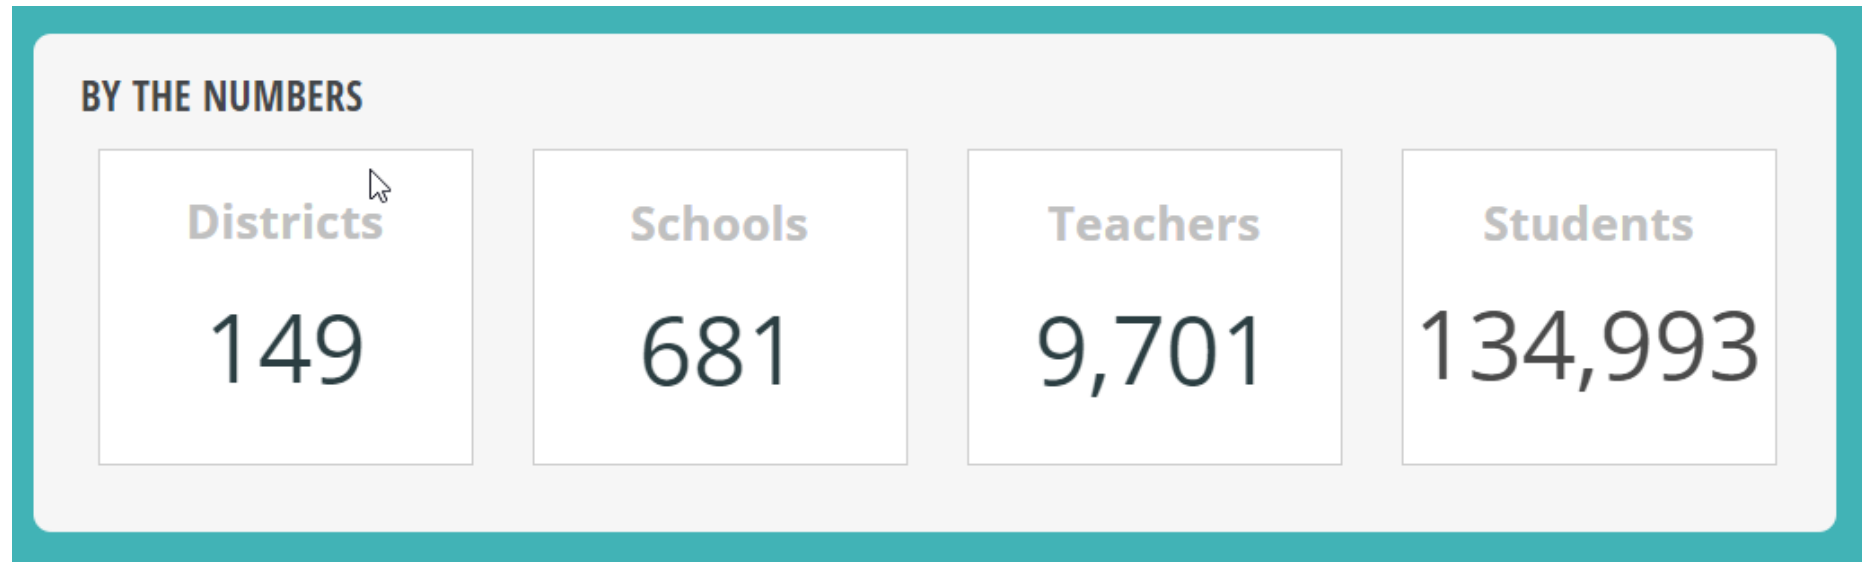 BY THE NUMBERS
Districts
149
Schools
681
Teachers
9,701
Students
134,993